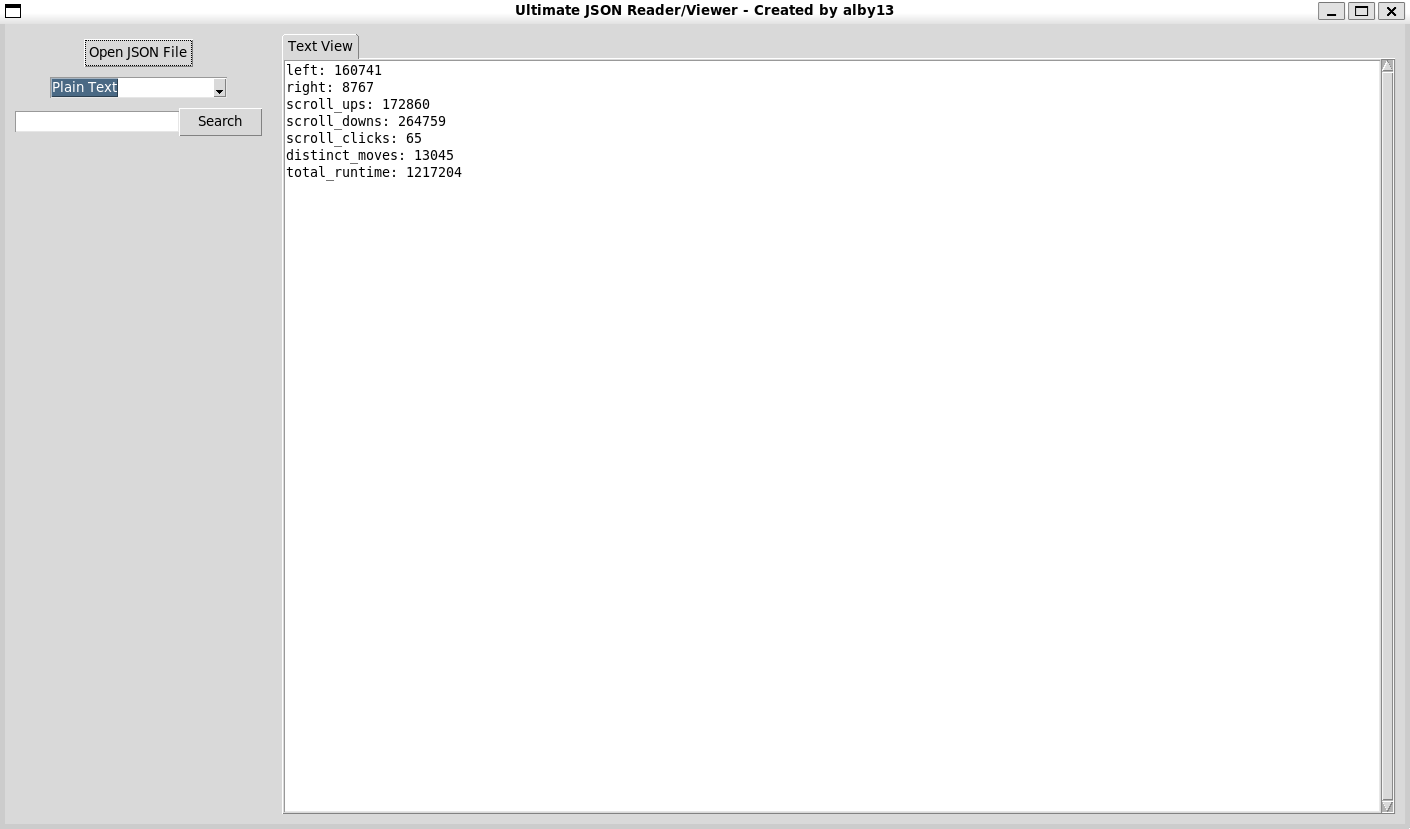 Ultimate JSON Reader/Viewer - Created by alby13
Open JSON File
Plain Text
Search
Text View
left: 160741
right: 8767
scroll_ups: 172860
scroll_downs: 264759
scroll_clicks: 65
distinct_moves: 13045
total_runtime: 1217204